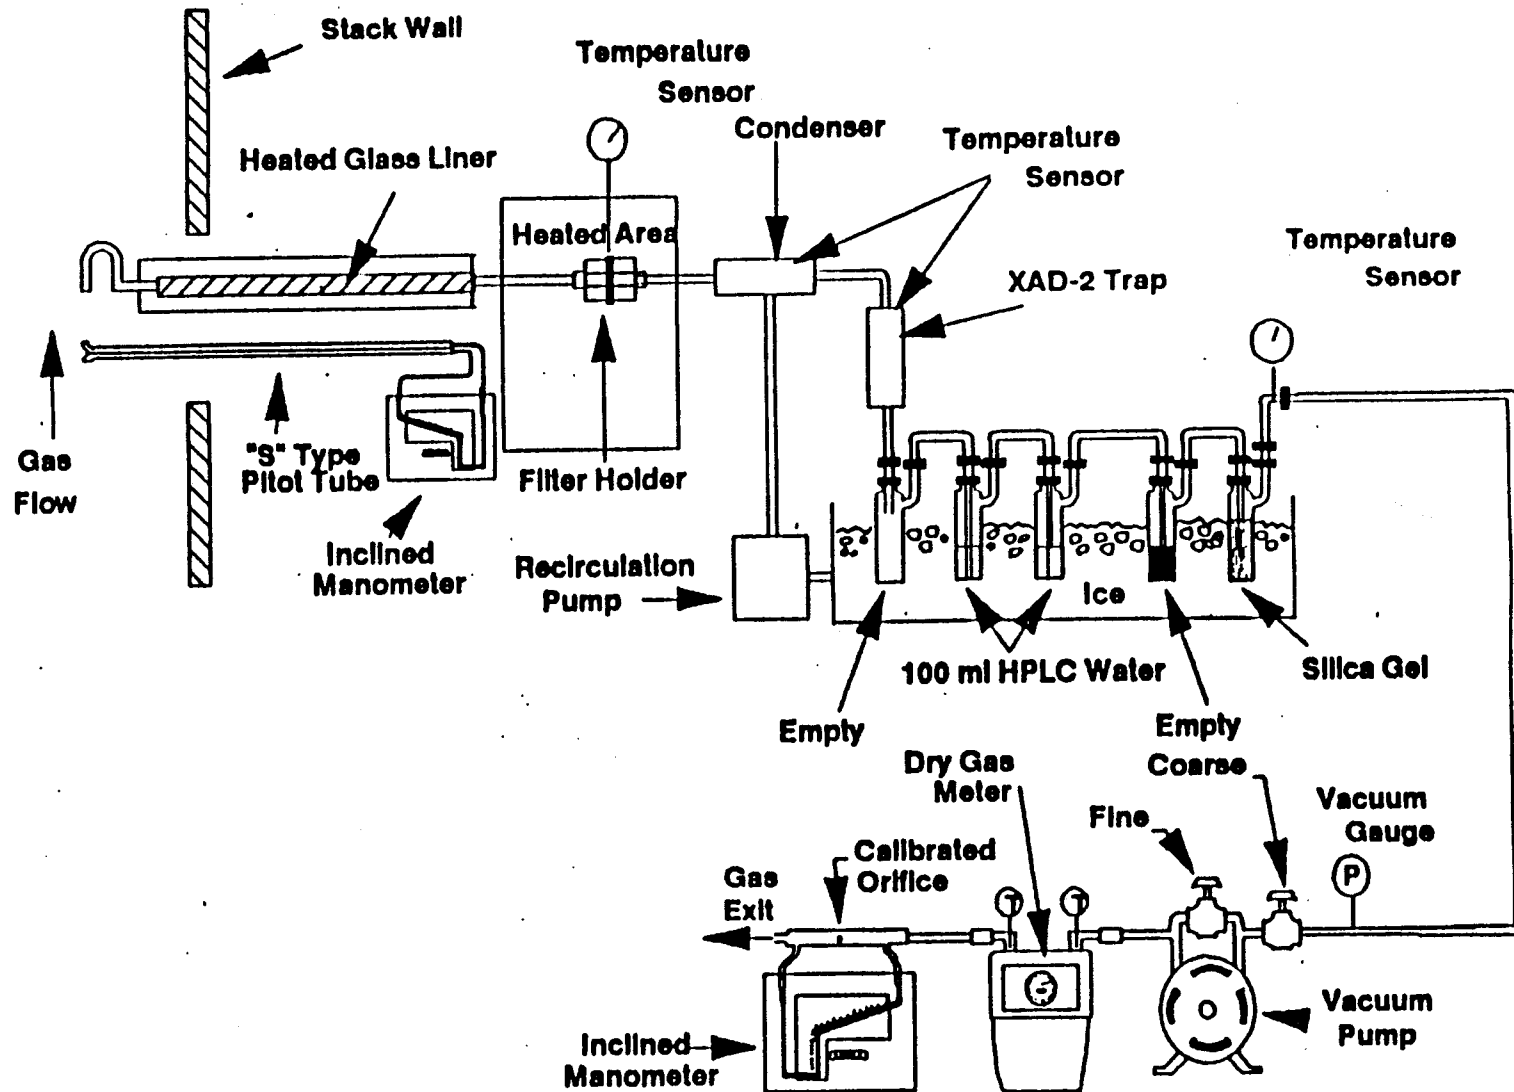 Stack Wall
Temperature
Sensor
Condenser
Temperature
Sensor
Heated Glass Liner
Heated Area
Temperature
Sensor
XAD-2 Trap
Gas
Flow
"S" Type
Pitot Tube
Filter Holder
Inclined
Manometer
Recirculation
Pump
Ice
100 ml HPLC Water
Silica Gel
Empty
Empty
Dry Gas
Meter
Coarse
Fine
Vacuum
Gauge
Calibrated
Orifice
Gas
Exit
P
T
T
Inclined
Manometer
Vacuum
Pump